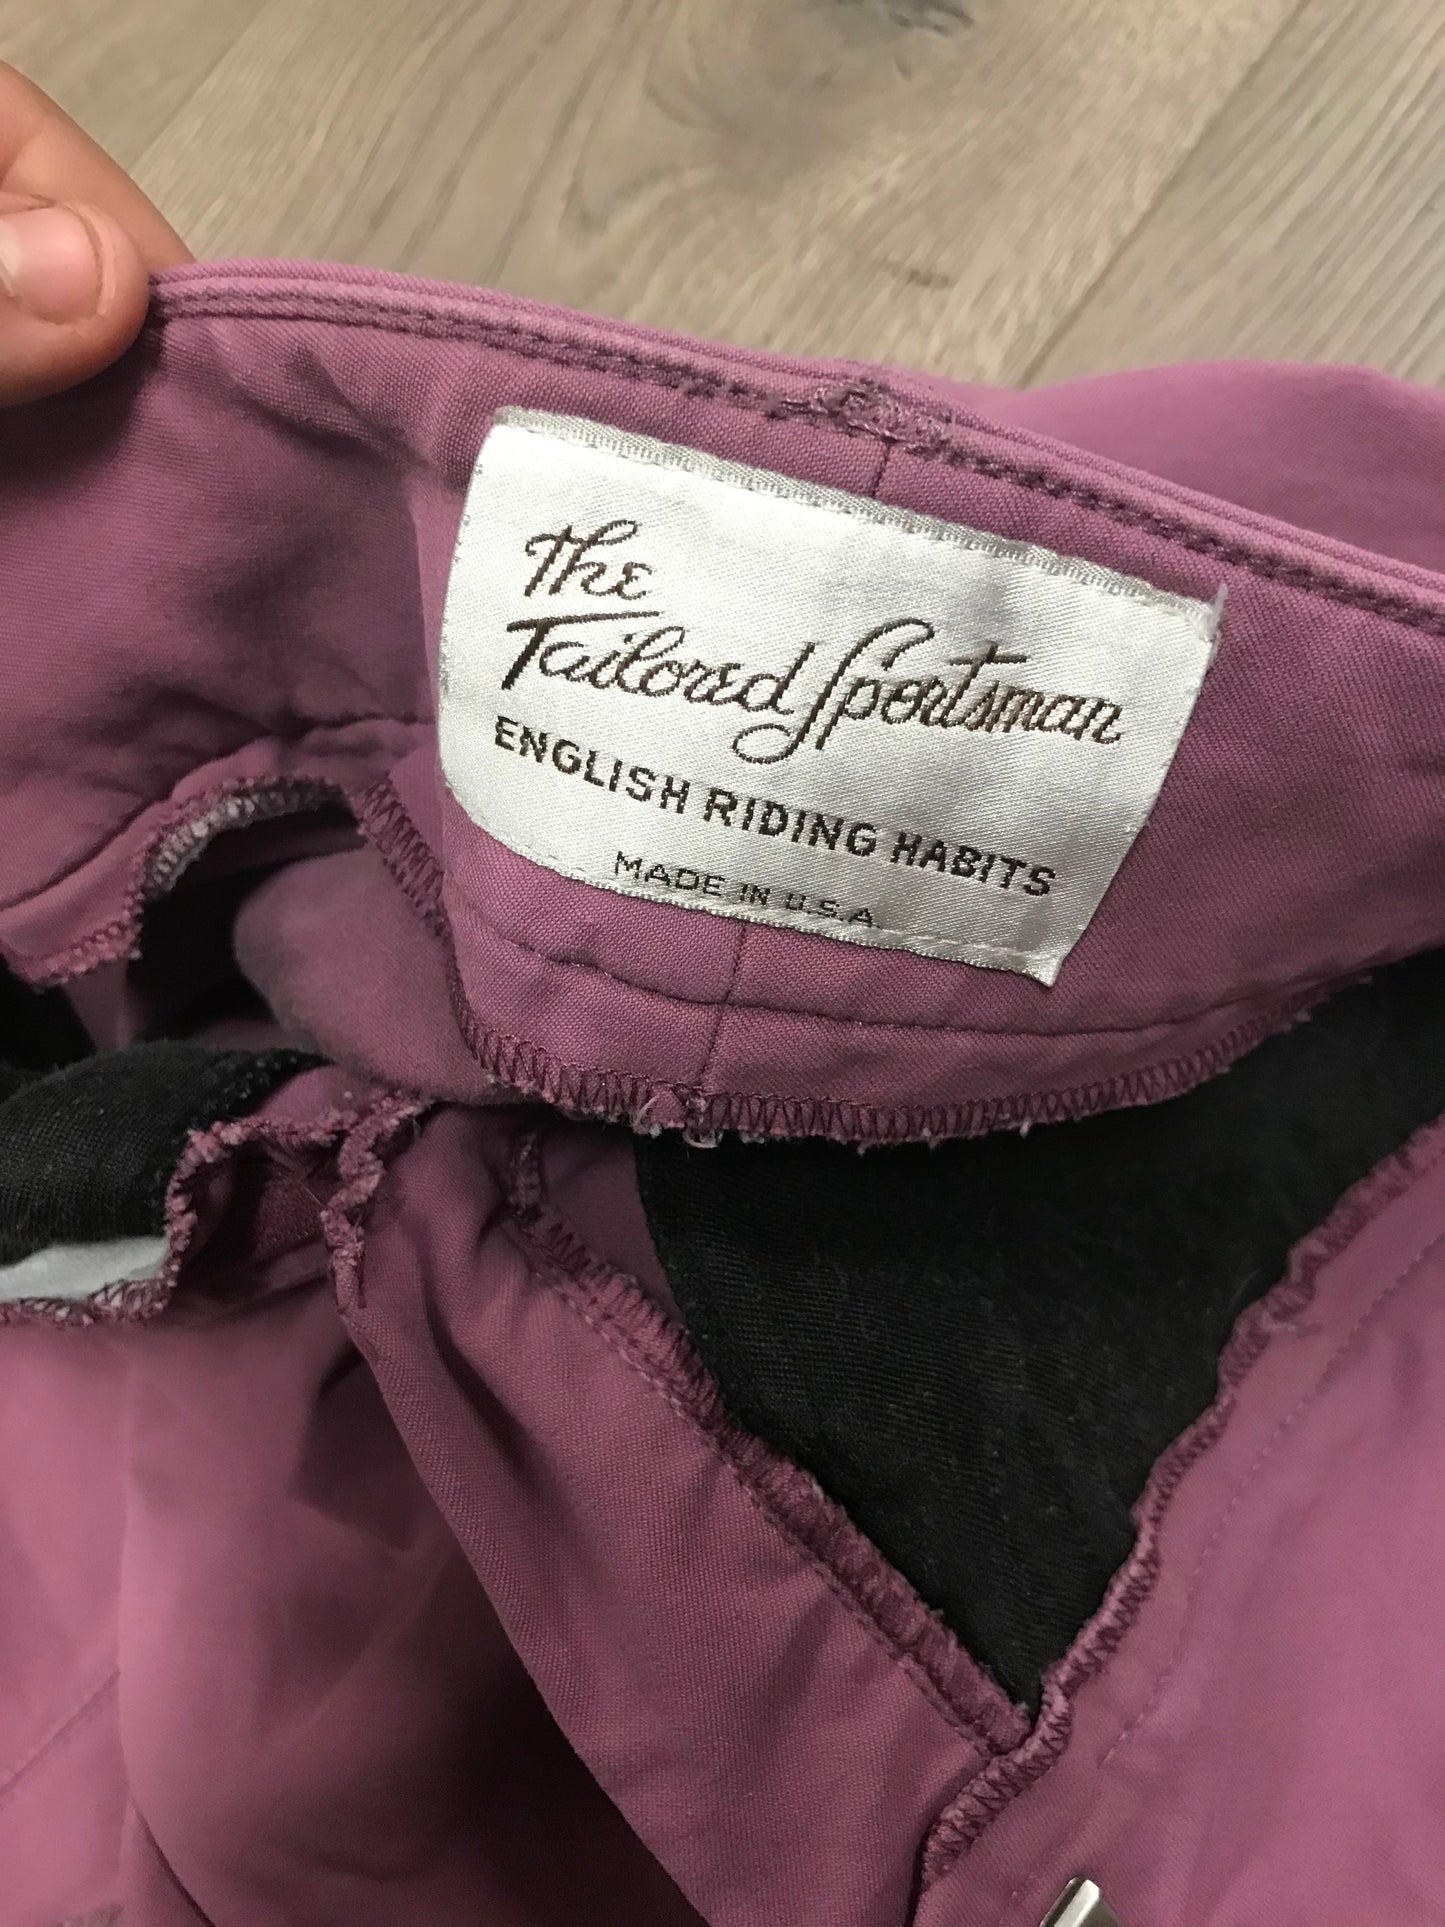 The
Tailored Sportsman
ENGLISH RIDING HABITS
MADE IN U.S.A.